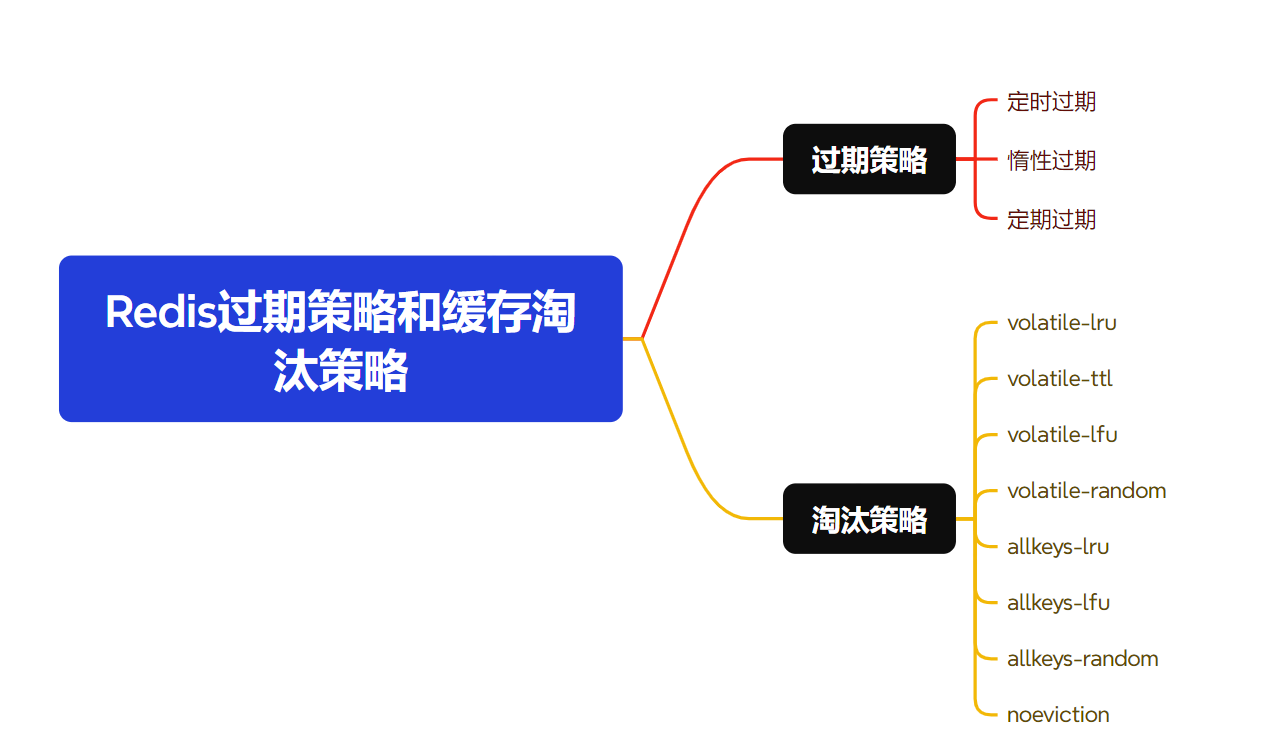 Redis过期策略和缓存淘
汰策略
过期策略
定时过期
惰性过期
定期过期
淘汰策略
volatile-lru
volatile-ttl
volatile-lfu
volatile-random
allkeys-lru
allkeys-lfu
allkeys-random
noeviction